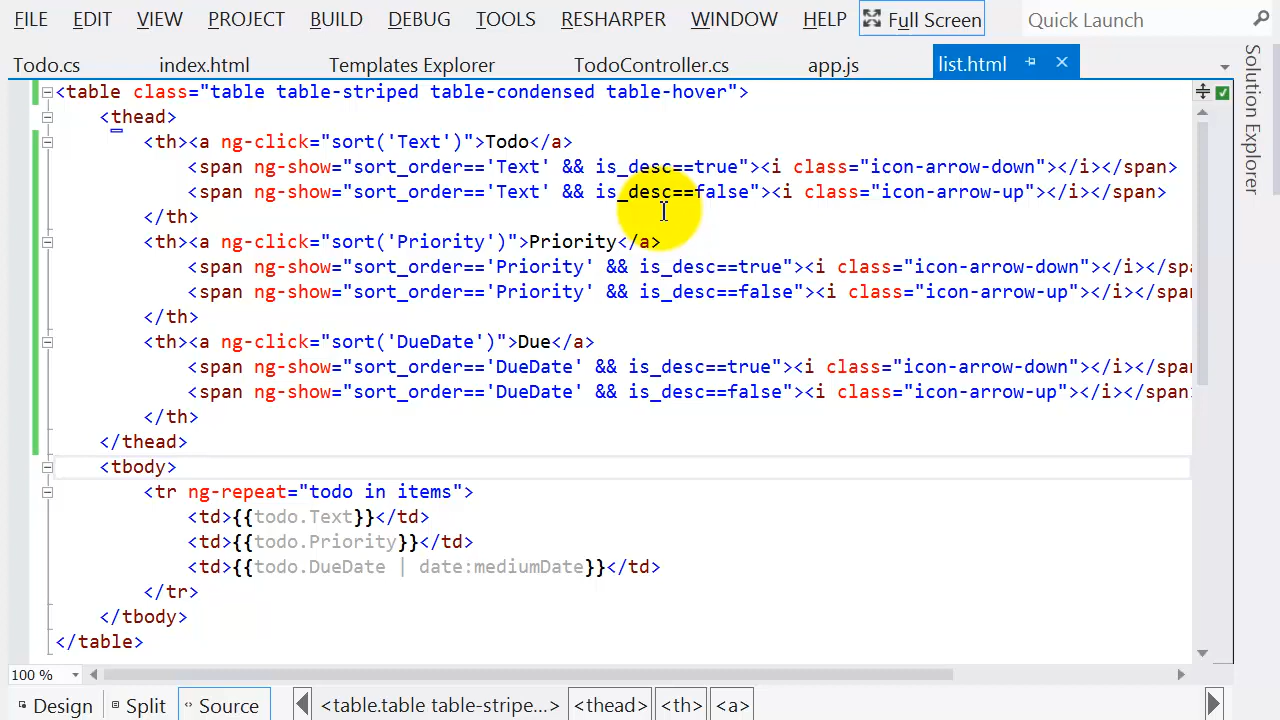 FILE EDIT VIEW PROJECT BUILD DEBUG TOOLS RESHARPER WINDOW HELP Full Screen Quick Launch
Todo.cs index.html Templates Explorer TodoController.cs app.js list.html
Solution Explorer
<table class="table table-striped table-condensed table-hover">
<thead>
<th><a ng-click="sort('Text')">Todo</a>
<span ng-show="sort_order=='Text' && is_desc==true"><i class="icon-arrow-down"></i></span>
<span ng-show="sort_order=='Text' && is_desc==false"><i class="icon-arrow-up"></i></span>
</th>
<th><a ng-click="sort('Priority')">Priority</a>
<span ng-show="sort_order=='Priority' && is_desc==true"><i class="icon-arrow-down"></i></spa
<span ng-show="sort_order=='Priority' && is_desc==false"><i class="icon-arrow-up"></i></span
</th>
<th><a ng-click="sort('DueDate')">Due</a>
<span ng-show="sort_order=='DueDate' && is_desc==true"><i class="icon-arrow-down"></i></spa
<span ng-show="sort_order=='DueDate' && is_desc==false"><i class="icon-arrow-up"></i></span>
</th>
</thead>
<tbody>
<tr ng-repeat="todo in items">
<td>{{todo.Text}}</td>
<td>{{todo.Priority}}</td>
<td>{{todo.DueDate | date:mediumDate}}</td>
</tr>
</tbody>
</table>
100 %
Design Split Source <table.table table-stripe...> <thead> <th> <a>